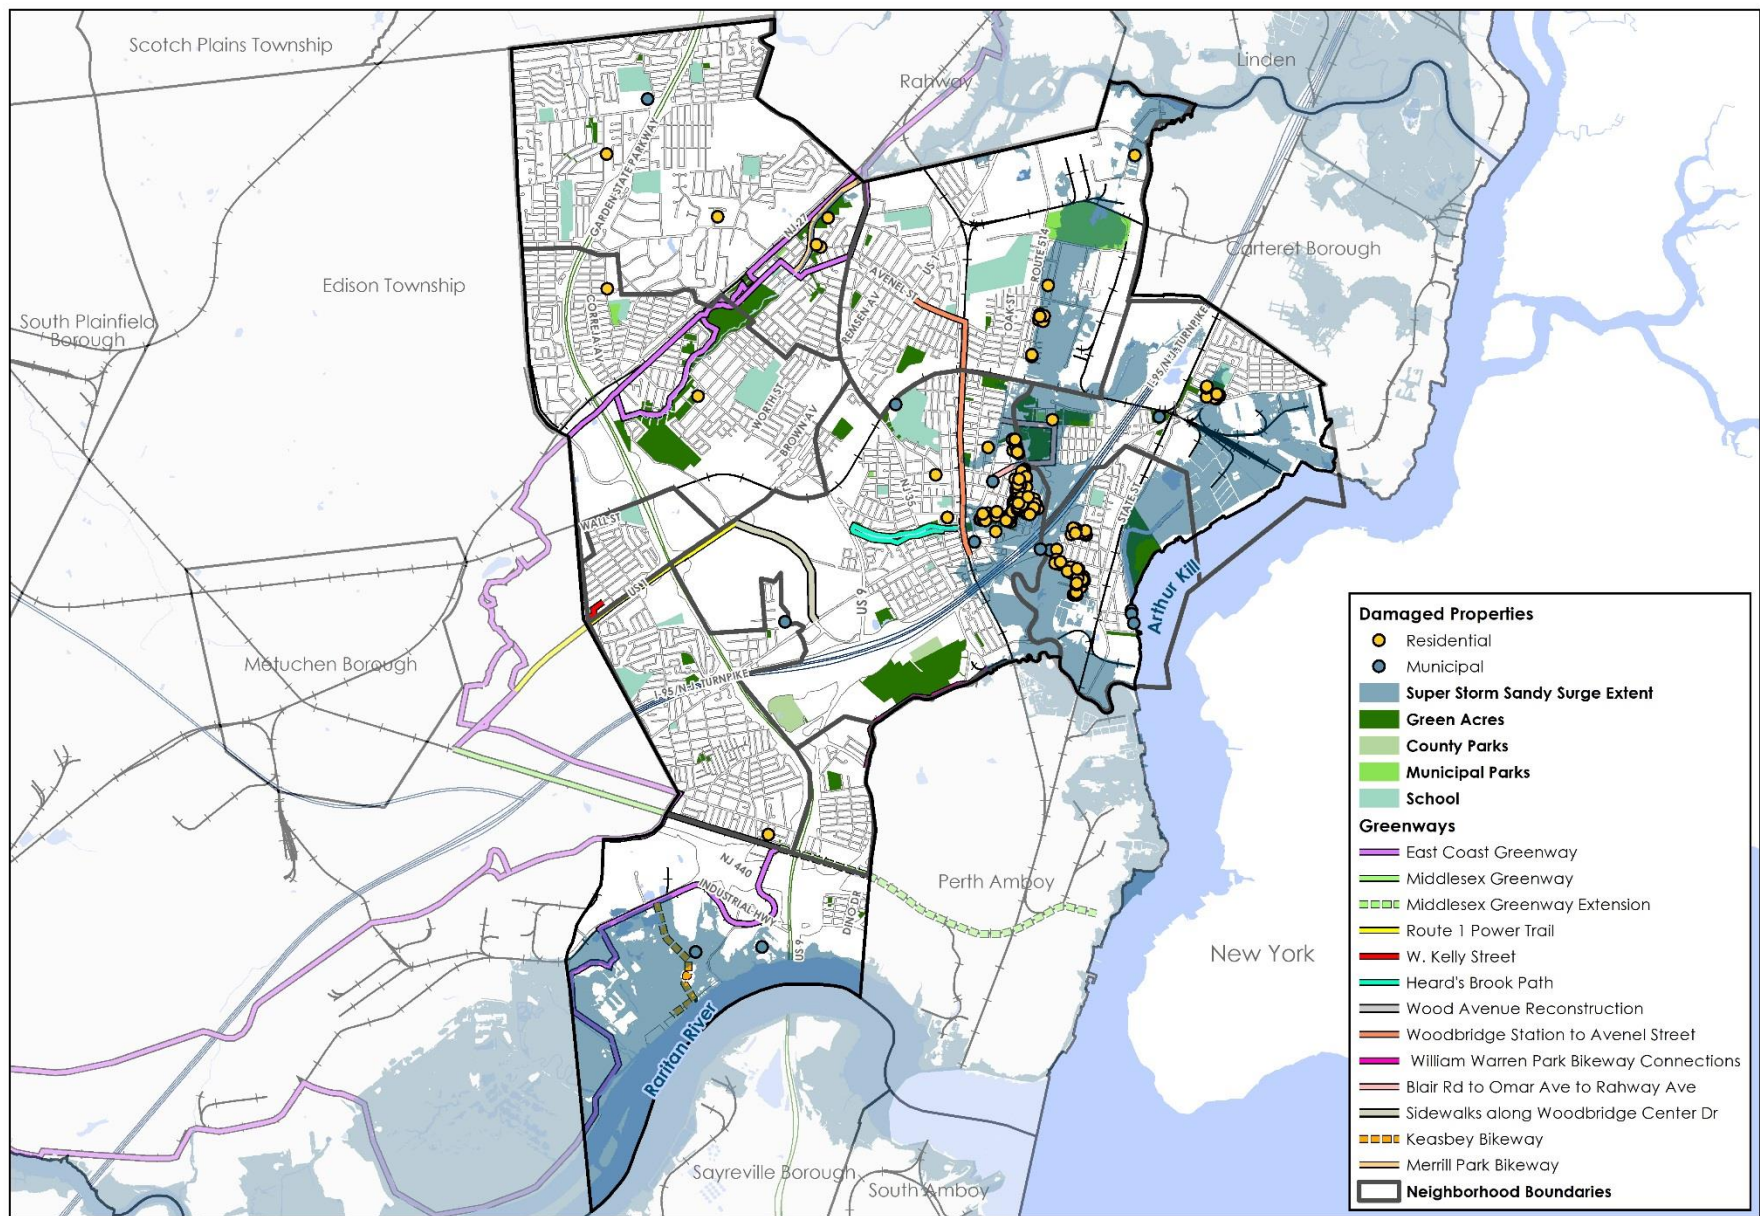 Scotch Plains Township
Linden
Rahway
GARDEN STATE PARKWAY
NJ-27
Carteret Borough
ROUTE 514
US 1
Edison Township
AVENEL ST
OAK ST
CORREJA AV
REMSEN AV
South Plainfield
Borough
I-95/N-J-TURNPIKE
WORTH ST
BROWN AV
NJ-35
STATE ST
WALL ST
US-1
US 9
Arthur Kill
Metuchen Borough
I-95/N-J-TURNPIKE
NJ 440
INDUSTRIAL-HWY
DINO DR
Perth Amboy
US 9
New York
Raritan River
Sayreville Borough
South Amboy
Damaged Properties
Residential
Municipal
Super Storm Sandy Surge Extent
Green Acres
County Parks
Municipal Parks
School
Greenways
East Coast Greenway
Middlesex Greenway
Middlesex Greenway Extension
Route 1 Power Trail
W. Kelly Street
Heard's Brook Path
Wood Avenue Reconstruction
Woodbridge Station to Avenel Street
William Warren Park Bikeway Connections
Blair Rd to Omar Ave to Rahway Ave
Sidewalks along Woodbridge Center Dr
Keasbey Bikeway
Merrill Park Bikeway
Neighborhood Boundaries